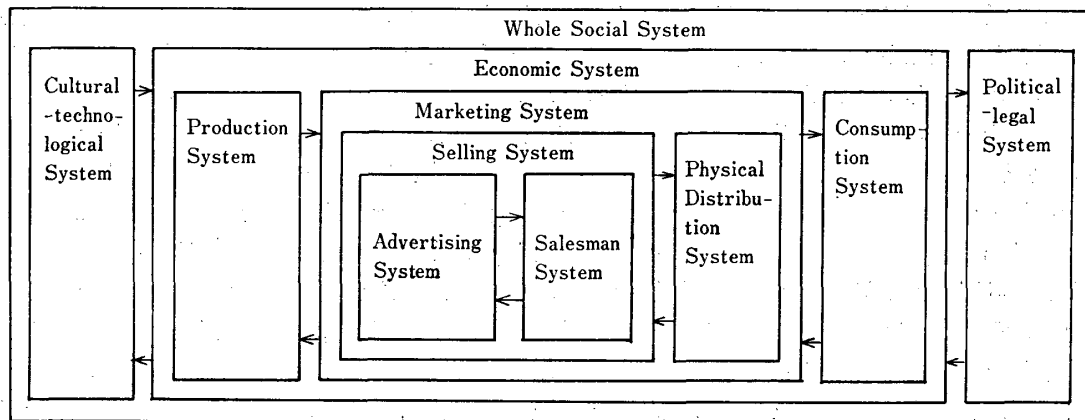 Whole Social System
Cultural
-techno-
logical
System
Economic System
Production
System
Marketing System
Selling System
Advertising
System
Salesman
System
Physical
Distribu-
tion
System
Consump-
tion
System
Political
-legal
System